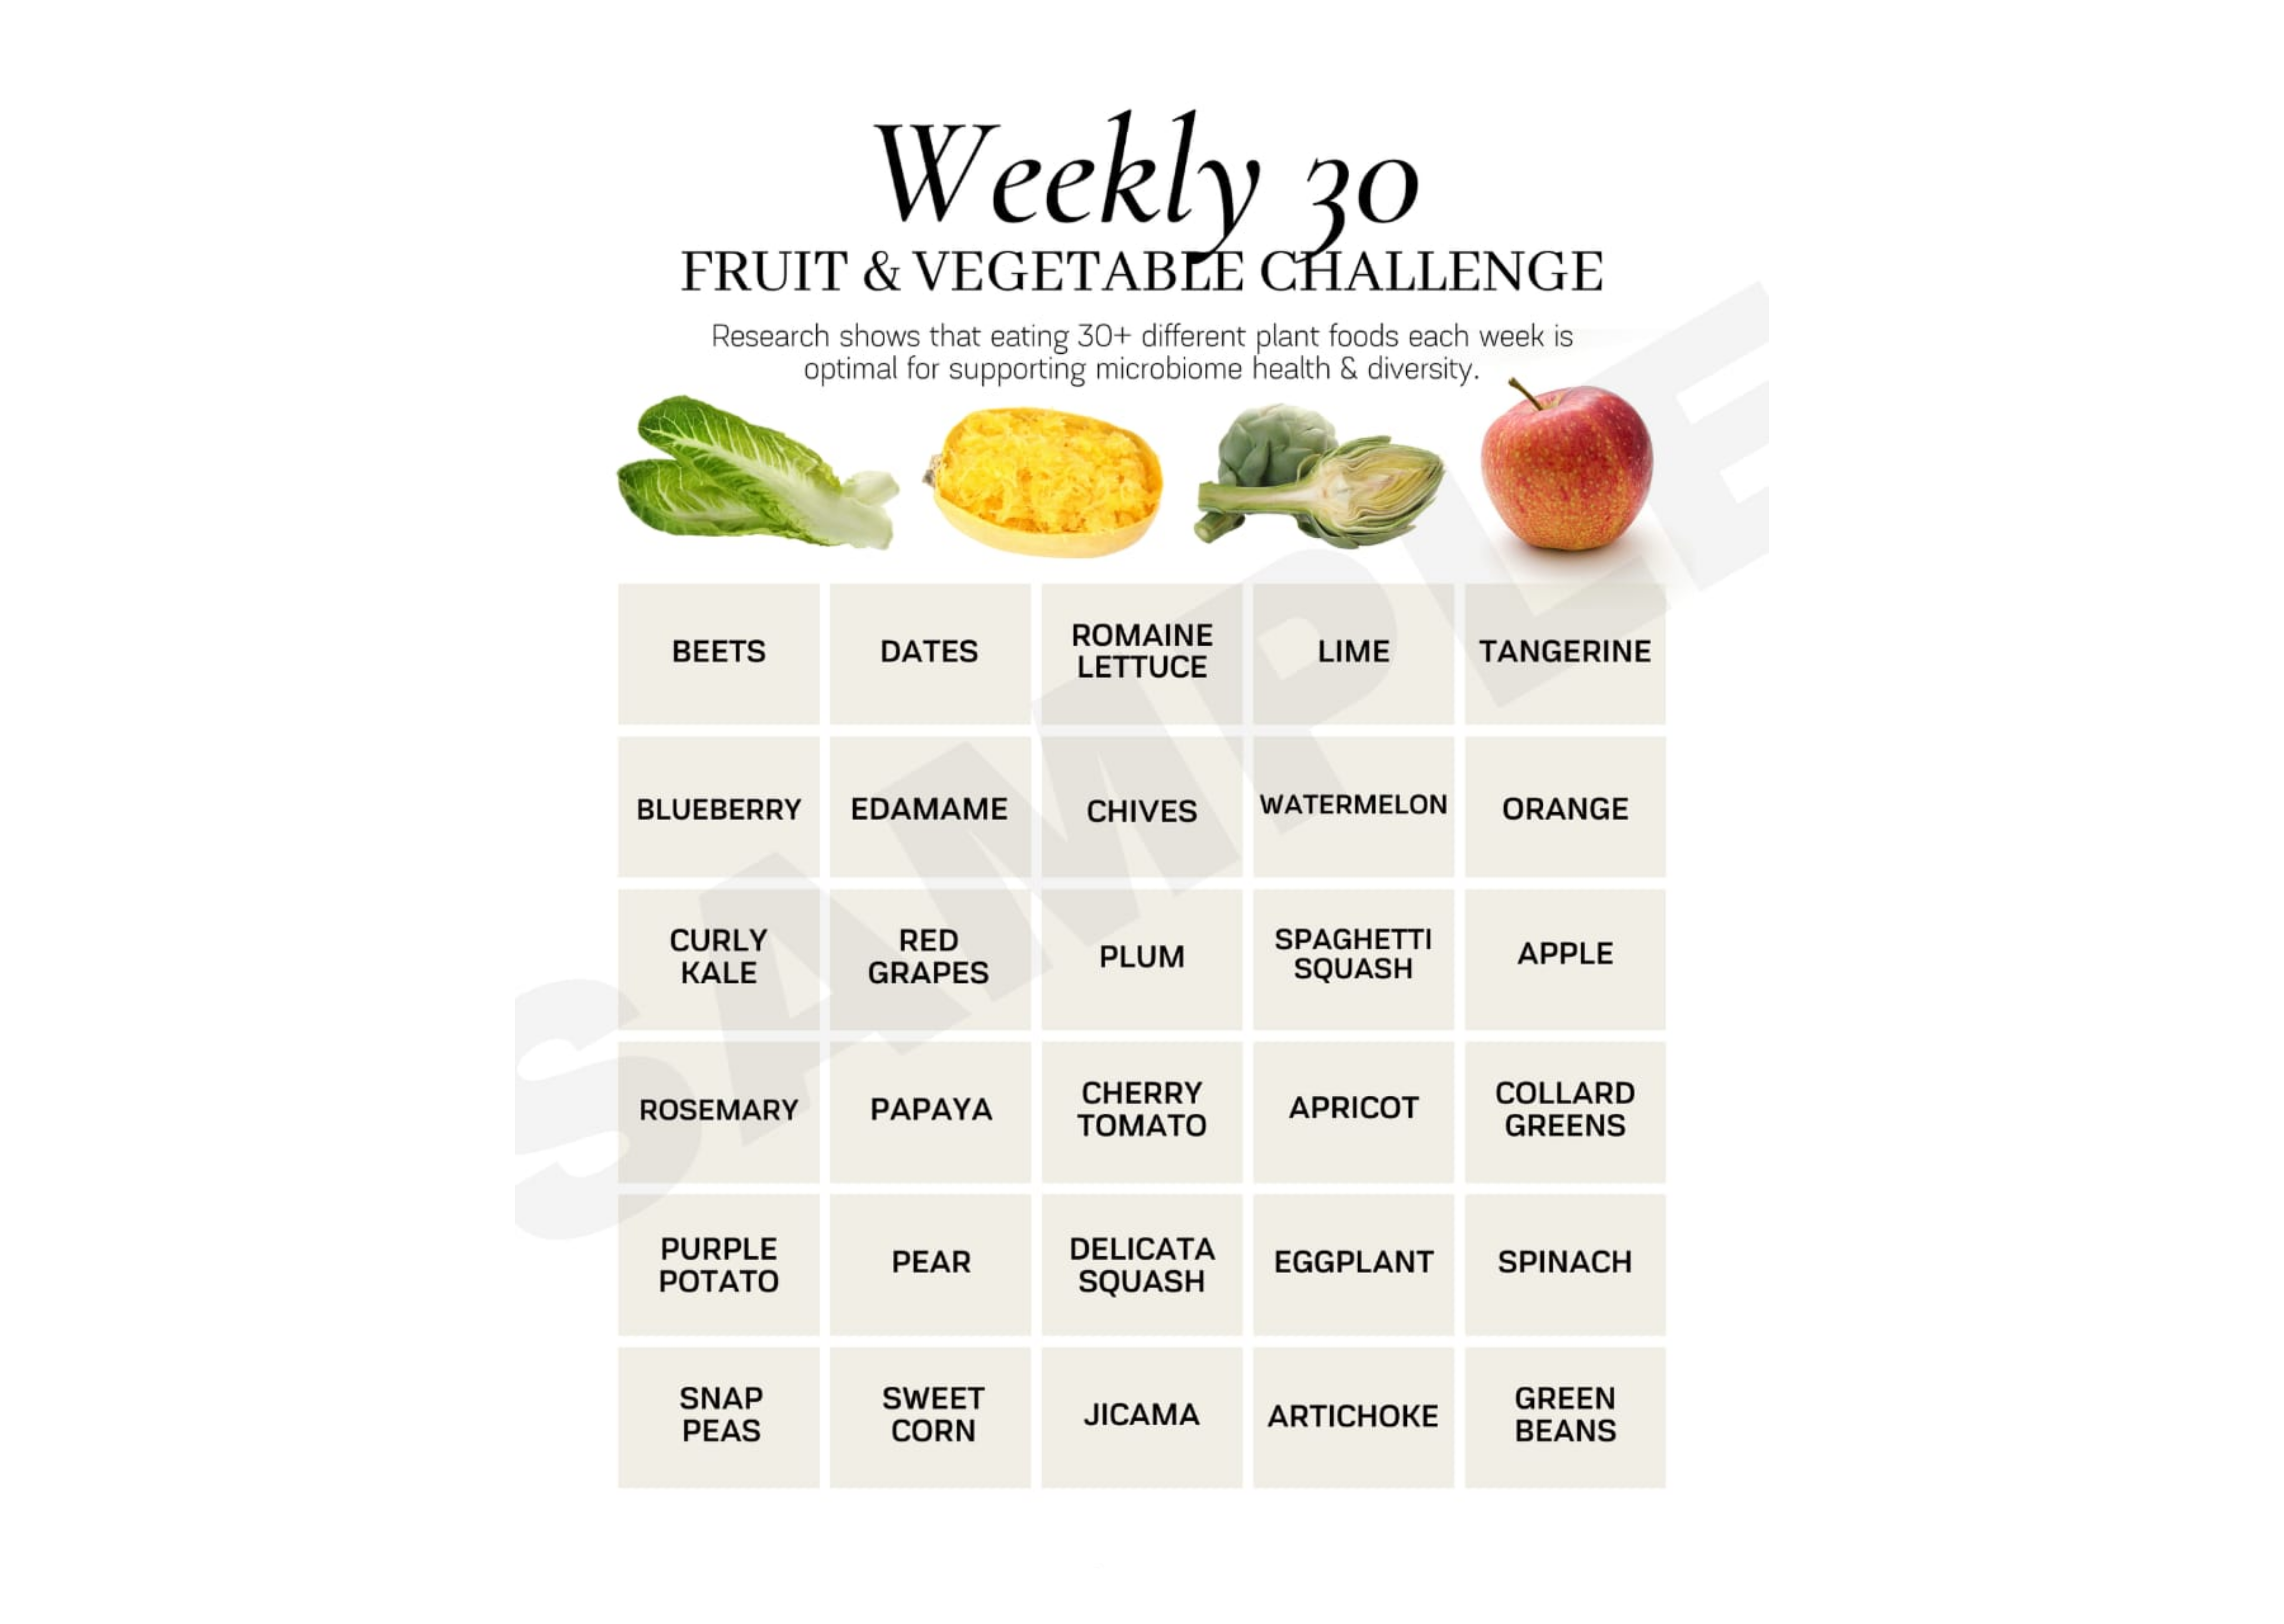 Weekly 30
FRUIT & VEGETABLE CHALLENGE
Research shows that eating 30+ different plant foods each week is
optimal for supporting microbiome health & diversity.
BEETS
DATES
ROMAINE
LETTUCE
LIME
TANGERINE
BLUEBERRY
EDAMAME
CHIVES
WATERMELON
ORANGE
CURLY
KALE
RED
GRAPES
PLUM
SPAGHETTI
SQUASH
APPLE
ROSEMARY
PAPAYA
CHERRY
TOMATO
APRICOT
COLLARD
GREENS
PURPLE
POTATO
PEAR
DELICATA
SQUASH
EGGPLANT
SPINACH
SNAP
PEAS
SWEET
CORN
JICAMA
ARTICHOKE
GREEN
BEANS
SAMPLE